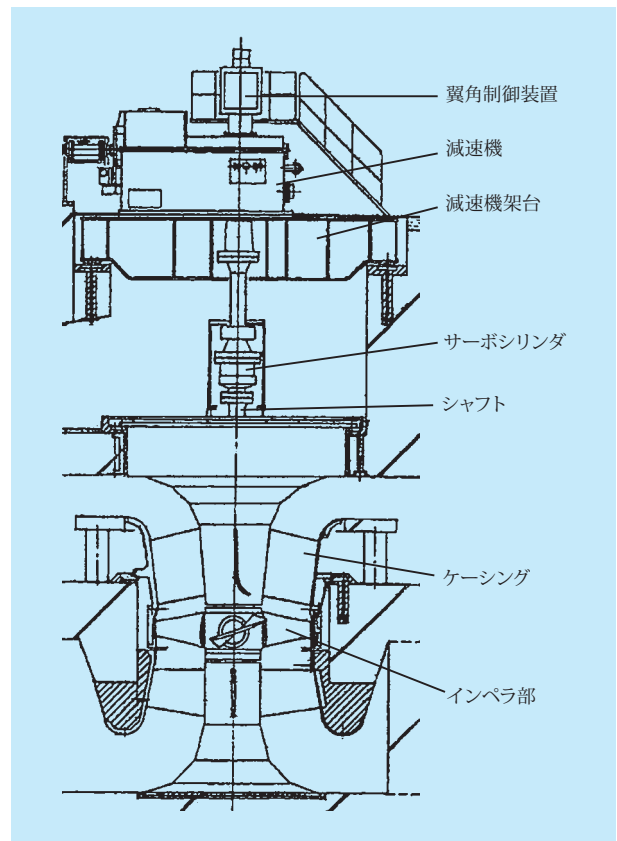 翼角制御装置
減速機
減速機架台
サーボシリンダ
シャフト
ケーシング
インペラ部